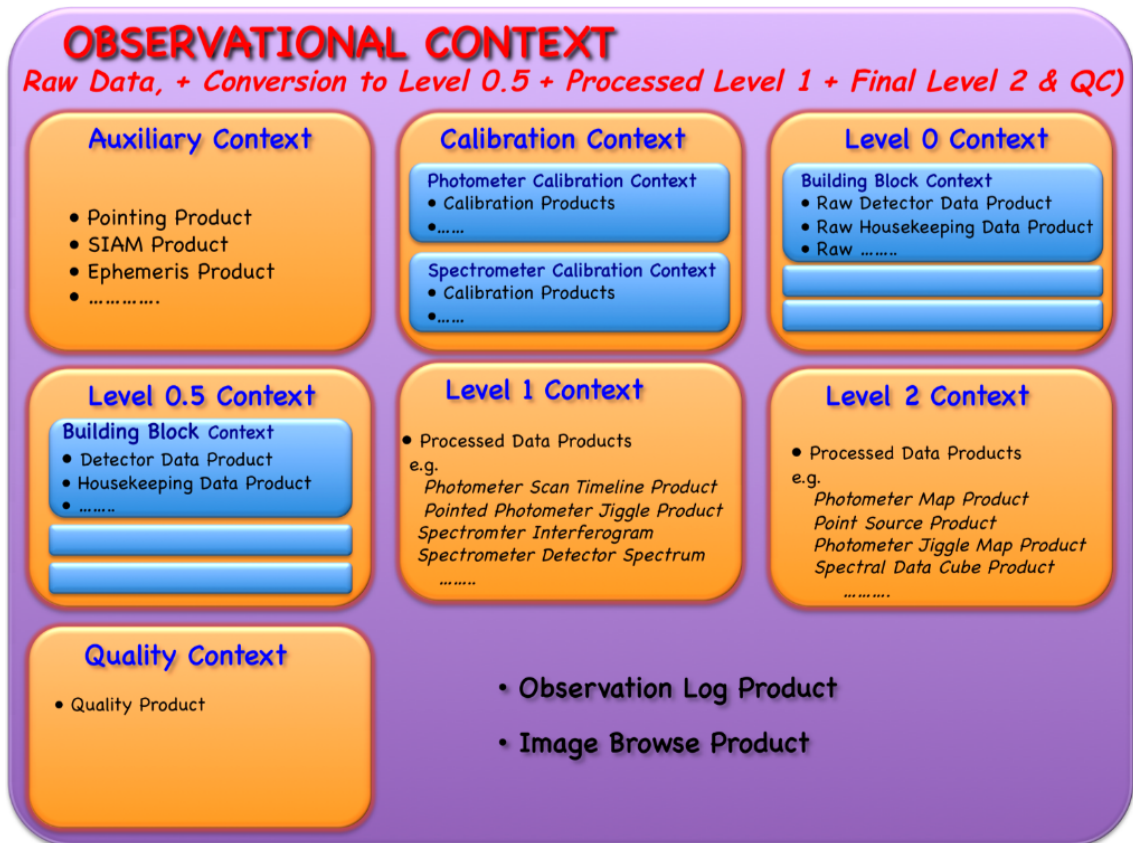 OBSERVATIONAL CONTEXT
Raw Data, + Conversion to Level 0.5 + Processed Level 1 + Final Level 2 & QC)
Auxiliary Context
• Pointing Product
• SIAM Product
• Ephemeris Product
• ………….
Calibration Context
Photometer Calibration Context
• Calibration Products
•……
Spectrometer Calibration Context
• Calibration Products
•……
Level 0 Context
Building Block Context
• Raw Detector Data Product
• Raw Housekeeping Data Product
• Raw ……..
Level 0.5 Context
Building Block Context
• Detector Data Product
• Housekeeping Data Product
• ……..
Level 1 Context
• Processed Data Products
e.g.
Photometer Scan Timeline Product
Pointed Photometer Jiggle Product
Spectromter Interferogram
Spectrometer Detector Spectrum
……..
Level 2 Context
• Processed Data Products
e.g.
Photometer Map Product
Point Source Product
Photometer Jiggle Map Product
Spectral Data Cube Product
……….
Quality Context
• Quality Product
• Observation Log Product
• Image Browse Product